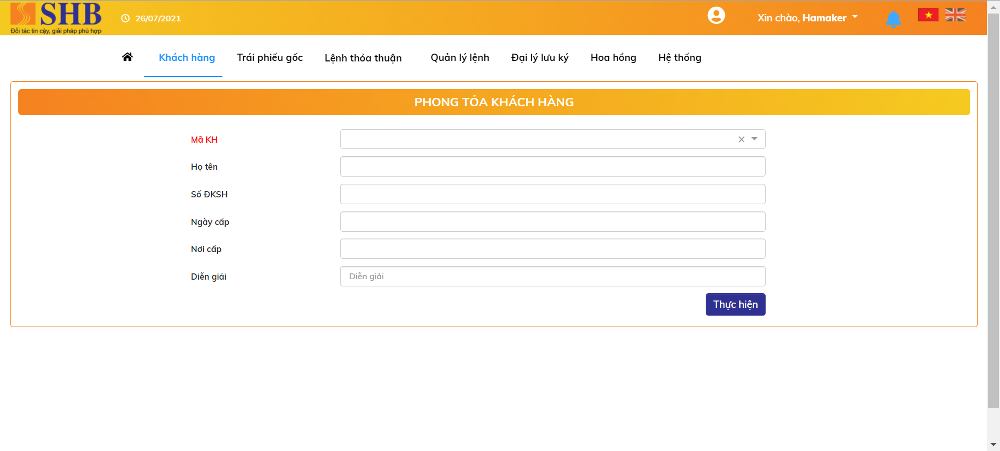 SHB
Đối tác tin cậy, giải pháp phù hợp
26/07/2021
Xin chào, Hamaker
Khách hàng
Trái phiếu gốc
Lệnh thỏa thuận
Quản lý lệnh
Đại lý lưu ký
Hoa hồng
Hệ thống
PHONG TỎA KHÁCH HÀNG
Mã KH
Họ tên
Số ĐKSH
Ngày cấp
Nơi cấp
Diễn giải
Diễn giải
Thực hiện